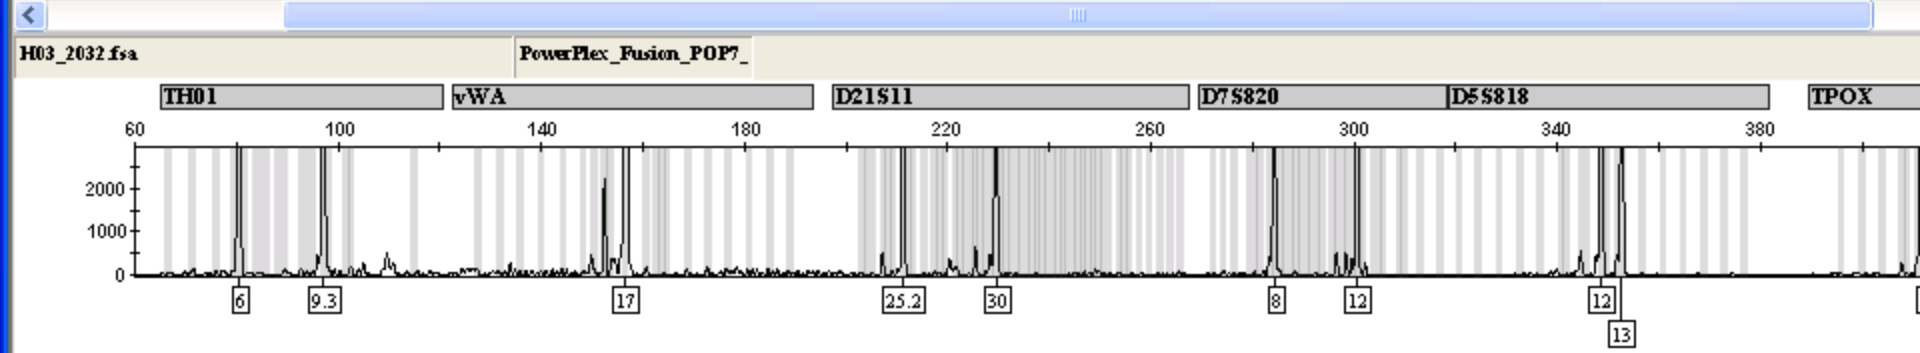 H03_2032.fsa PowerPlex_Fusion_POP7_
TH01 vWA D21S11 D7S820 D5S818 TPOX
60 100 140 180 220 260 300 340 380
2000
1000
0
6 9.3 17 25.2 30 8 12 12
13